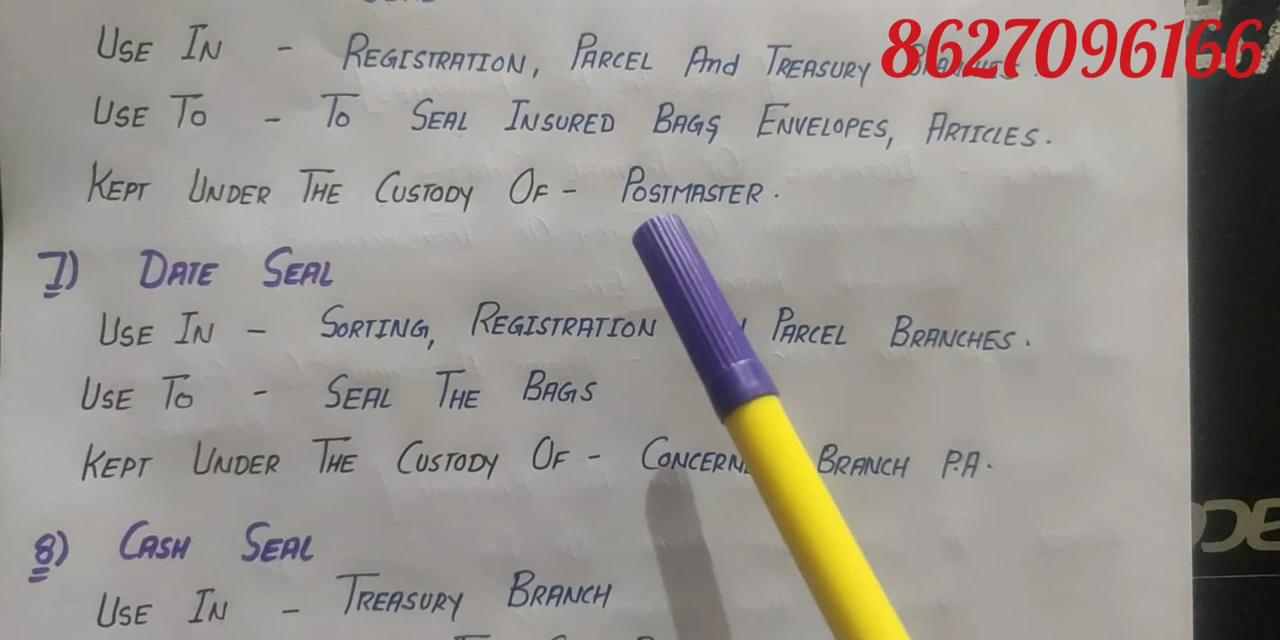 8627096166
USE IN - REGISTRATION, PARCEL And TREASURY
USE TO - TO SEAL INSURED BAGS ENVELOPES, ARTICLES.
KEPT UNDER THE CUSTODY OF - POSTMASTER.
7) DATE SEAL
USE IN - SORTING, REGISTRATION PARCEL BRANCHES.
USE TO - SEAL THE BAGS
KEPT UNDER THE CUSTODY OF - BRANCH P.A.
8) CASH SEAL
USE IN - TREASURY BRANCH